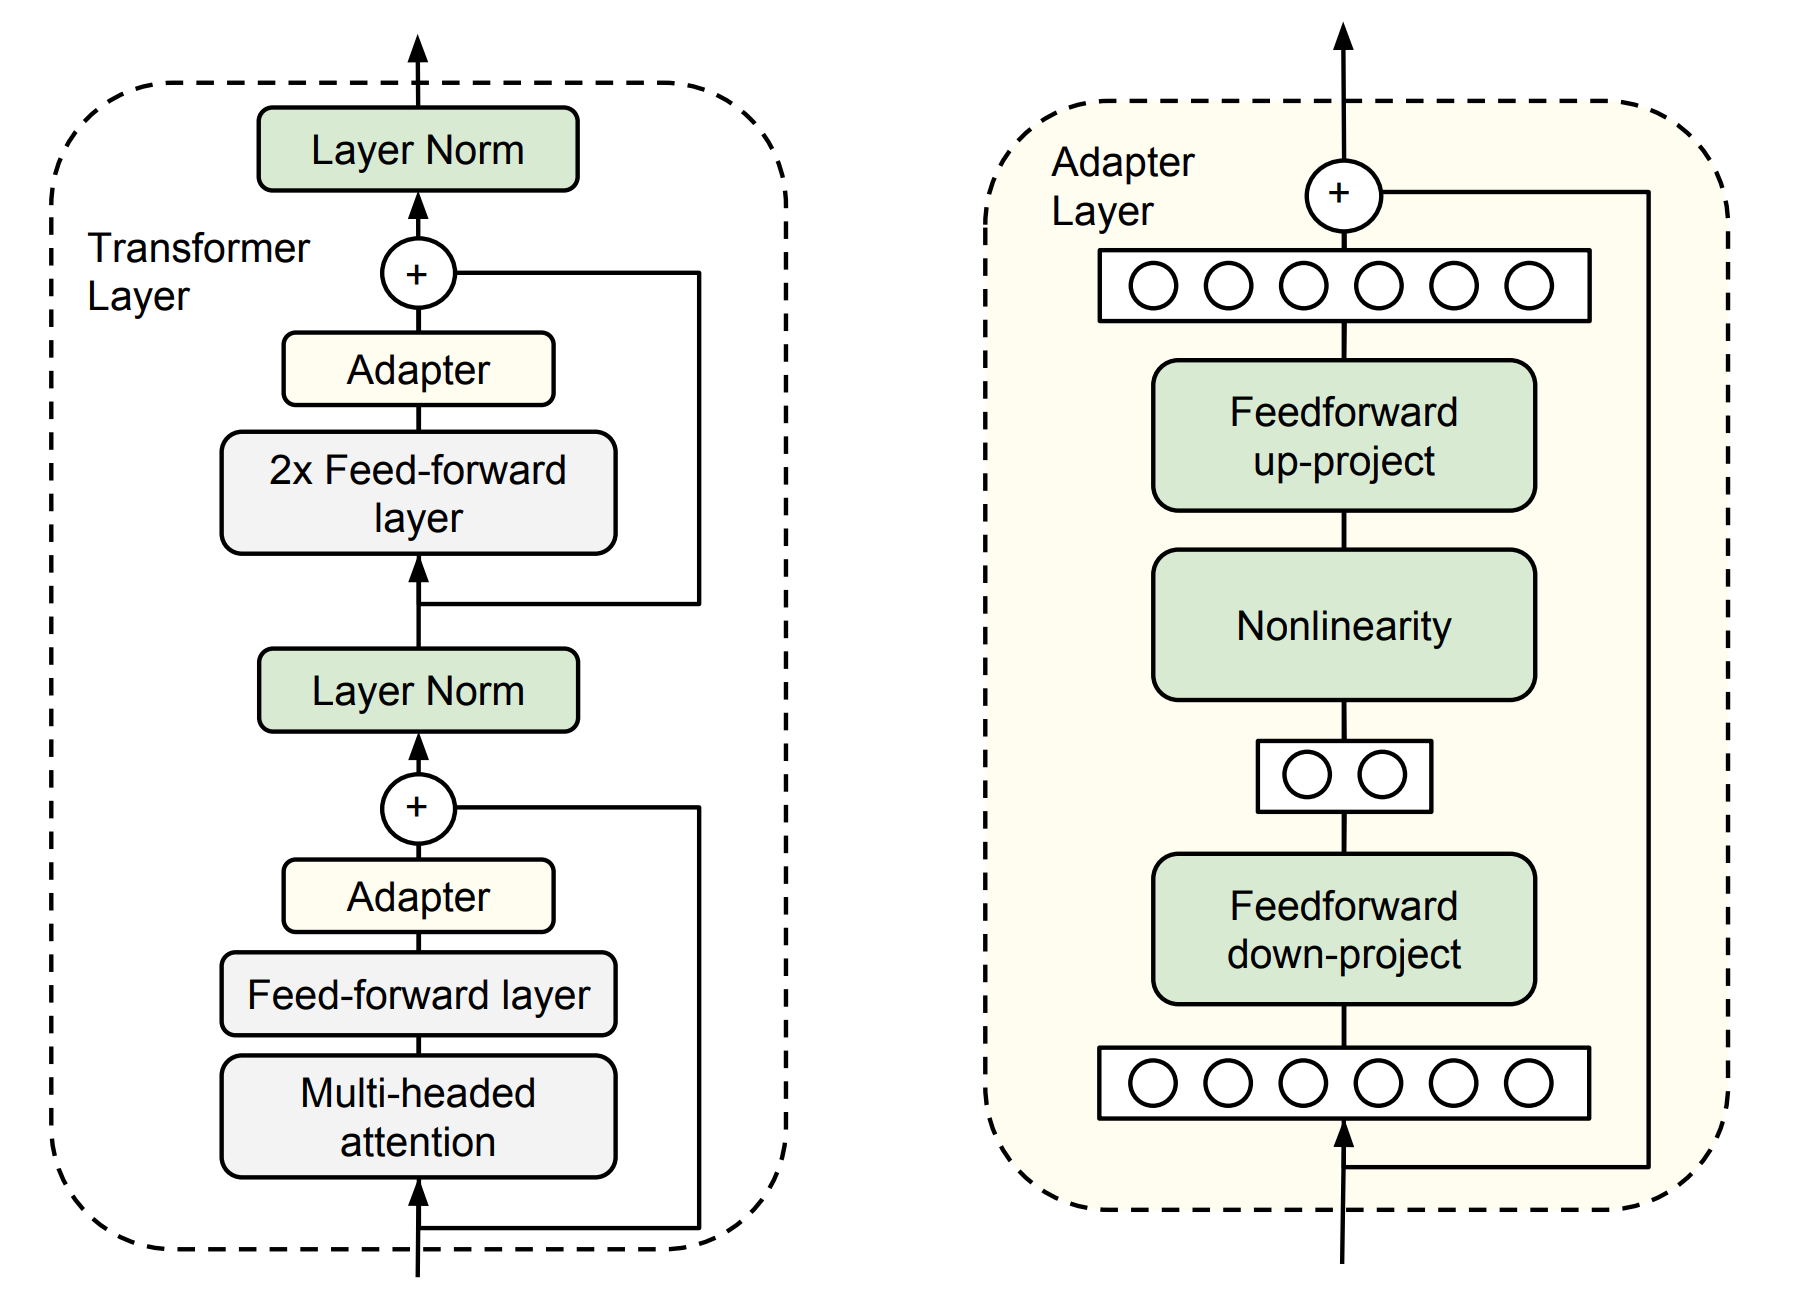 Layer Norm
Transformer
Layer
+
Adapter
2x Feed-forward
layer
Layer Norm
+
Adapter
Feed-forward layer
Multi-headed
attention
Adapter
Layer
+
Feedforward
up-project
Nonlinearity
Feedforward
down-project